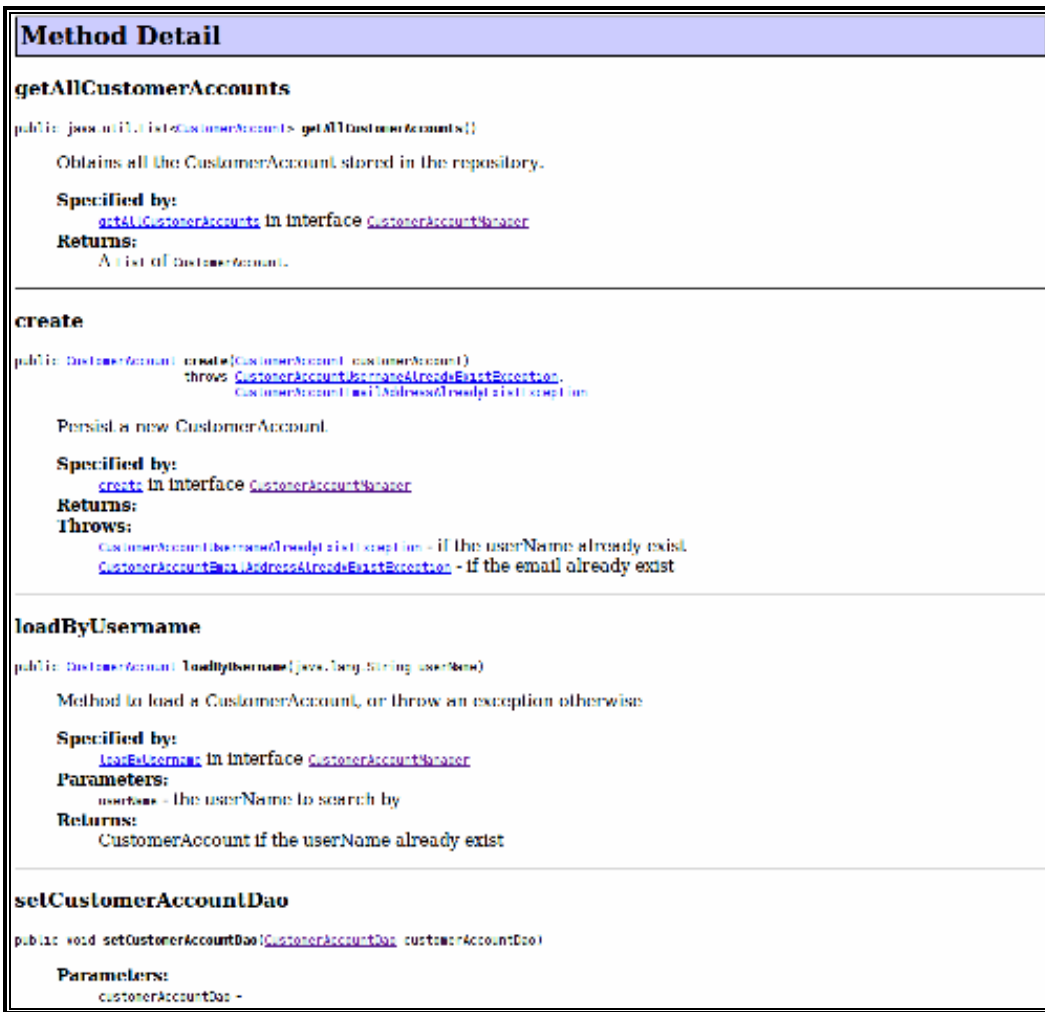 Method Detail
getAllCustomerAccounts
public java.util.List<CustomerAccount> getAllCustomerAccounts()
Obtains all the CustomerAccount stored in the repository.
Specified by:
getAllCustomerAccounts in interface CustomerAccountManager
Returns:
A List of CustomerAccount.
create
public CustomerAccount create(CustomerAccount customerAccount)
throws CustomerAccountUsernameAlreadyExistException,
CustomerAccountEmailAddressAlreadyExistException
Persist a new CustomerAccount
Specified by:
create in interface CustomerAccountManager
Returns:
Throws:
CustomerAccountUsernameAlreadyExistException - if the userName already exist
CustomerAccountEmailAddressAlreadyExistException - if the email already exist
loadByUsername
public CustomerAccount loadByUsername(java.lang.String userName)
Method to load a CustomerAccount, or throw an exception otherwise
Specified by:
loadByUsername in interface CustomerAccountManager
Parameters:
userName - the userName to search by
Returns:
CustomerAccount if the userName already exist
setCustomerAccountDao
public void setCustomerAccountDao(CustomerAccountDao customerAccountDao)
Parameters:
customerAccountDao -